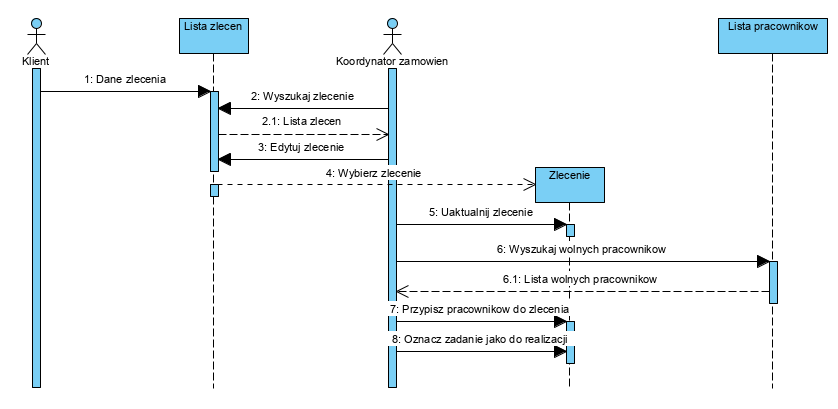 Lista zlecen
Lista pracownikow
Klient
Koordynator zamowien
1: Dane zlecenia
2: Wyszukaj zlecenie
2.1: Lista zlecen
3: Edytuj zlecenie
4: Wybierz zlecenie
Zlecenie
5: Uaktualnij zlecenie
6: Wyszukaj wolnych pracownikow
6.1: Lista wolnych pracownikow
7: Przypisz pracownikow do zlecenia
8: Oznacz zadanie jako do realizacji